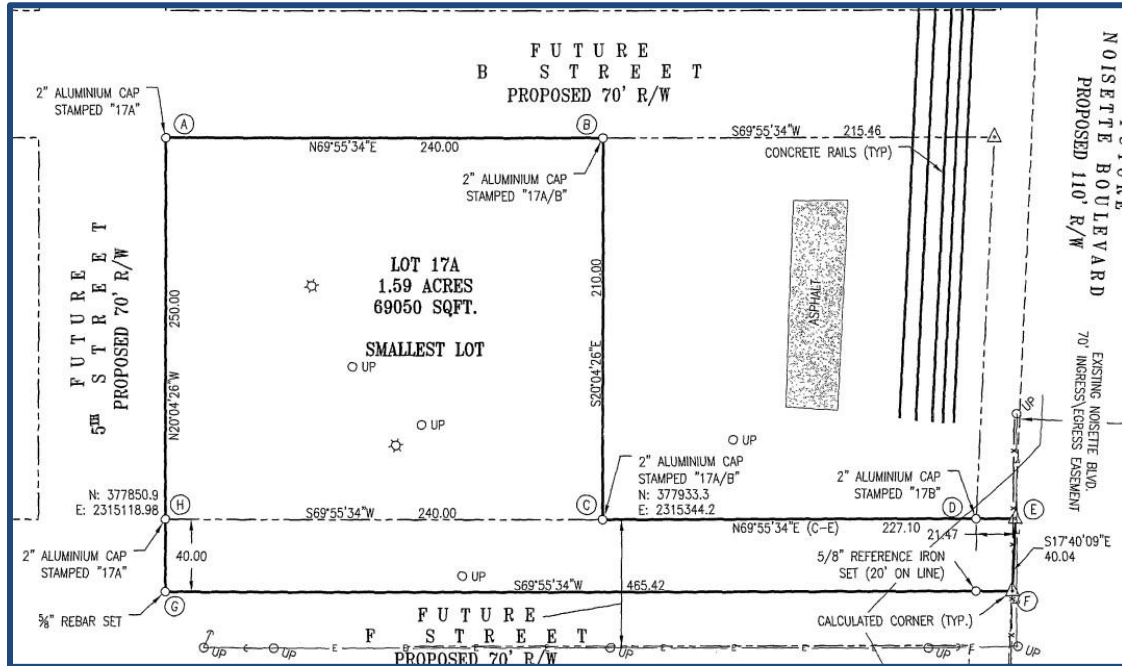 FUTURE
B STREET
PROPOSED 70' R/W
2" ALUMINIUM CAP
STAMPED "17A"
A
B
N69°55'34"E 240.00
S69°55'34"W 215.46
CONCRETE RAILS (TYP)
2" ALUMINIUM CAP
STAMPED "17A/B"
NOISETTE BOULEVARD
PROPOSED 110' R/W
FUTURE
5TH STREET
PROPOSED 70' R/W
250.00
N20°04'26"W
LOT 17A
1.59 ACRES
69050 SQFT.
SMALLEST LOT
210.00
S20°04'26"E
ASPHALT
EXISTING NOISETTE BLVD.
70' INGRESS\EGRESS EASEMENT
UP
UP
UP
UP
N: 377850.9
E: 2315118.98
H
S69°55'34"W 240.00
C
2" ALUMINIUM CAP
STAMPED "17A/B"
N: 377933.3
E: 2315344.2
2" ALUMINIUM CAP
STAMPED "17B"
D
E
N69°55'34"E (C-E) 227.10
21.47
S17°40'09"E
40.04
2" ALUMINIUM CAP
STAMPED "17A"
40.00
UP
5/8" REFERENCE IRON
SET (20' ON LINE)
S69°55'34"W 465.42
G
F
⅝" REBAR SET
CALCULATED CORNER (TYP.)
FUTURE
F STREET
PROPOSED 70' R/W
UP
UP
UP
UP
UP